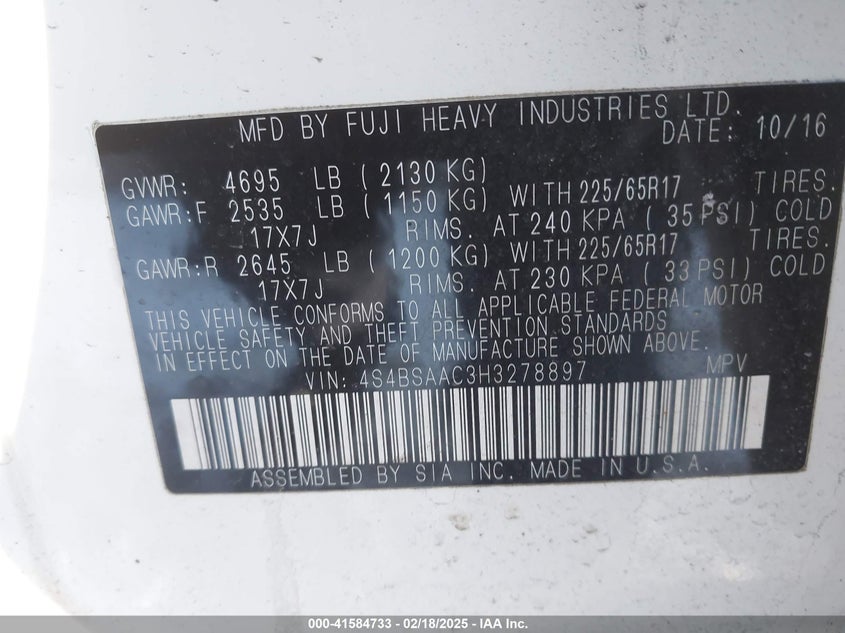 MFD BY FUJI HEAVY INDUSTRIES LTD.
DATE: 10/16
GVWR: 4695 LB ( 2130 KG)
GAWR:F 2535 LB ( 1150 KG) WITH 225/65R17 TIRES.
17X7J RIMS. AT 240 KPA ( 35 PSI) COLD
GAWR:R 2645 LB ( 1200 KG) WITH 225/65R17 TIRES.
17X7J RIMS. AT 230 KPA ( 33 PSI) COLD
THIS VEHICLE CONFORMS TO ALL APPLICABLE FEDERAL MOTOR
VEHICLE SAFETY AND THEFT PREVENTION STANDARDS
IN EFFECT ON THE DATE OF MANUFACTURE SHOWN ABOVE.
VIN: 4S4BSAAC3H3278897 MPV
ASSEMBLED BY SIA INC. MADE IN U.S.A.
000-41584733 - 02/18/2025 - IAA Inc.